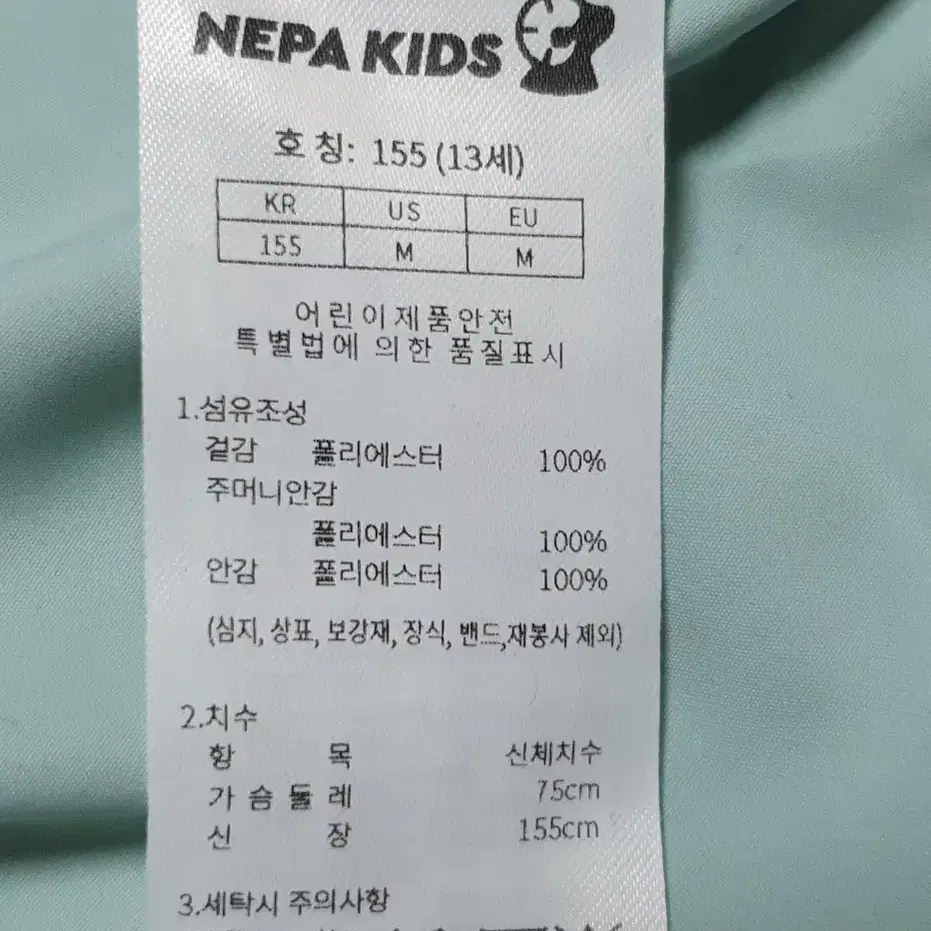 NEPA KIDS
호 칭: 155 (13세)
KR US EU
155 M M
어린이제품안전
특별법에 의한 품질표시
1.섬유조성
겉감 폴리에스터 100%
주머니안감
폴리에스터 100%
안감 폴리에스터 100%
(심지, 상표, 보강재, 장식, 밴드,재봉사 제외)
2.치수
항 목 신체치수
가 슴 둘 레 75cm
신 장 155cm
3.세탁시 주의사항